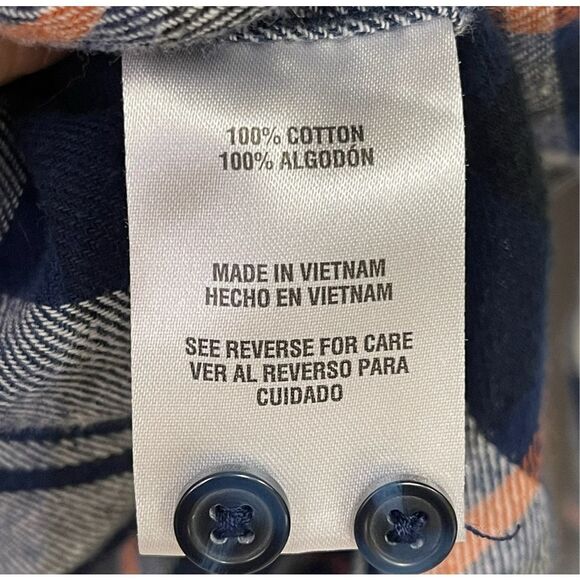 100% COTTON
100% ALGODÓN
MADE IN VIETNAM
HECHO EN VIETNAM
SEE REVERSE FOR CARE
VER AL REVERSO PARA
CUIDADO